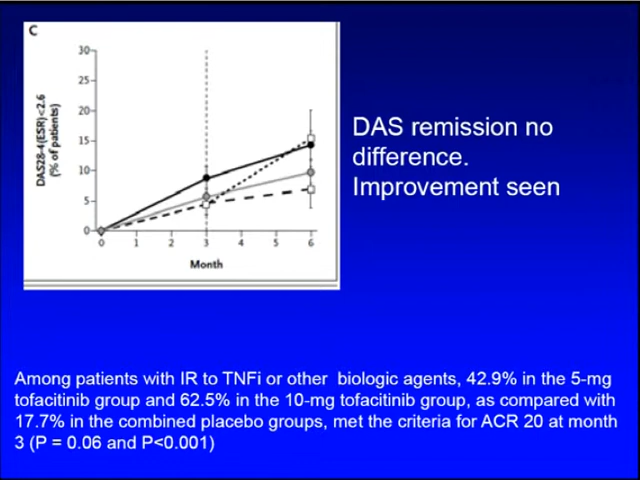 C
DAS28-4(ESR)<2.6
(% of patients)
30
25
20
15
10
5
0
0 1 2 3 4 5 6
Month
DAS remission no
difference.
Improvement seen
Among patients with IR to TNFi or other biologic agents, 42.9% in the 5-mg
tofacitinib group and 62.5% in the 10-mg tofacitinib group, as compared with
17.7% in the combined placebo groups, met the criteria for ACR 20 at month
3 (P = 0.06 and P<0.001)